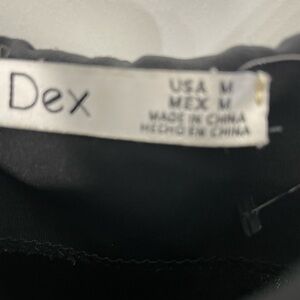 Dex
USA M
MEX M
MADE IN CHINA
HECHO EN CHINA